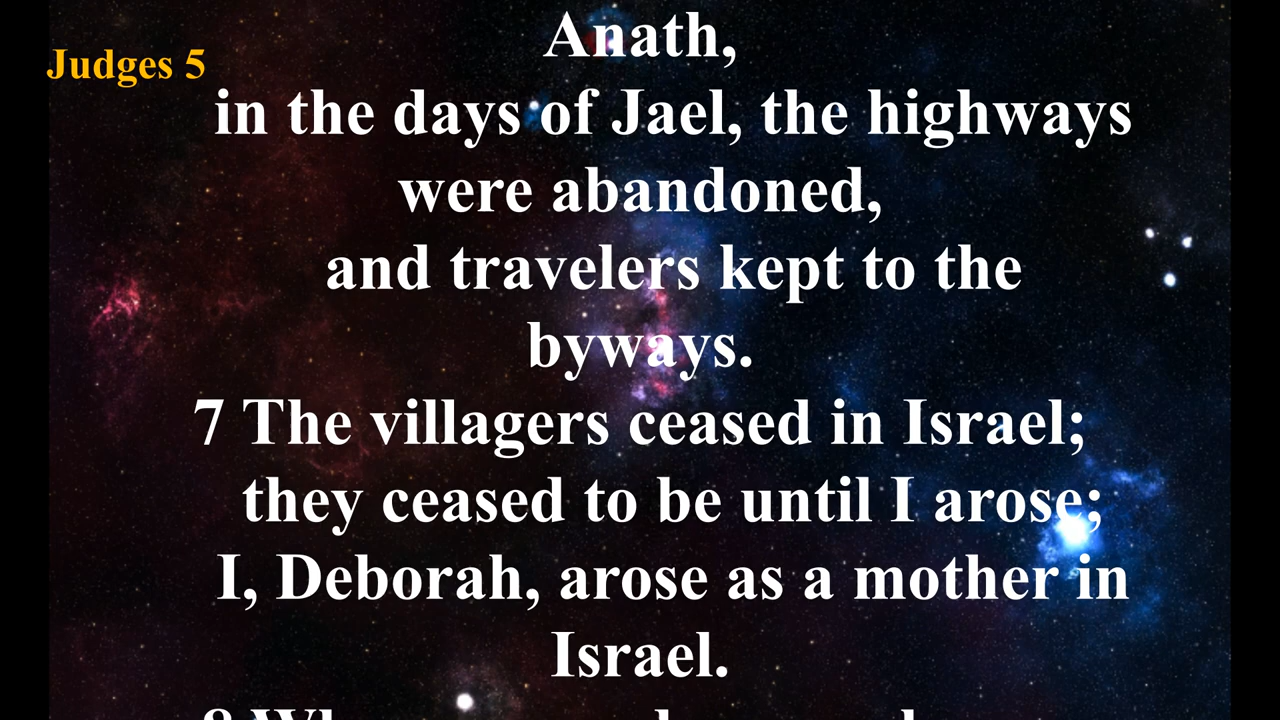 Judges 5
Anath,
in the days of Jael, the highways
were abandoned,
and travelers kept to the
byways.
7 The villagers ceased in Israel;
they ceased to be until I arose;
I, Deborah, arose as a mother in
Israel.